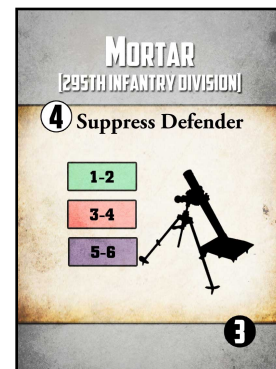 MORTAR
[295TH INFANTRY DIVISION]
4 Suppress Defender
1-2
3-4
5-6
3